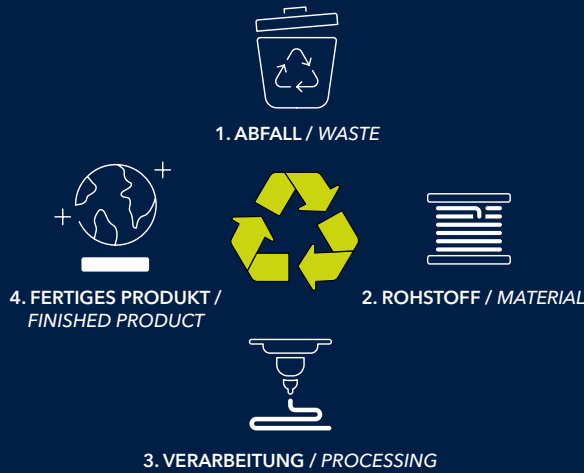 1. ABFALL / WASTE
4. FERTIGES PRODUKT /
FINISHED PRODUCT
2. ROHSTOFF / MATERIAL
3. VERARBEITUNG / PROCESSING